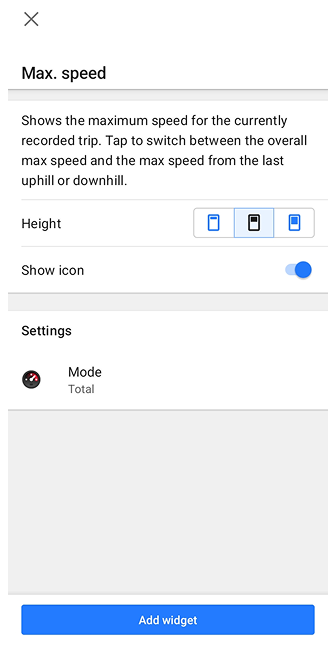 Max. speed
Shows the maximum speed for the currently
recorded trip. Tap to switch between the overall
max speed and the max speed from the last
uphill or downhill.
Height
Show icon
Settings
Mode
Total
Add widget